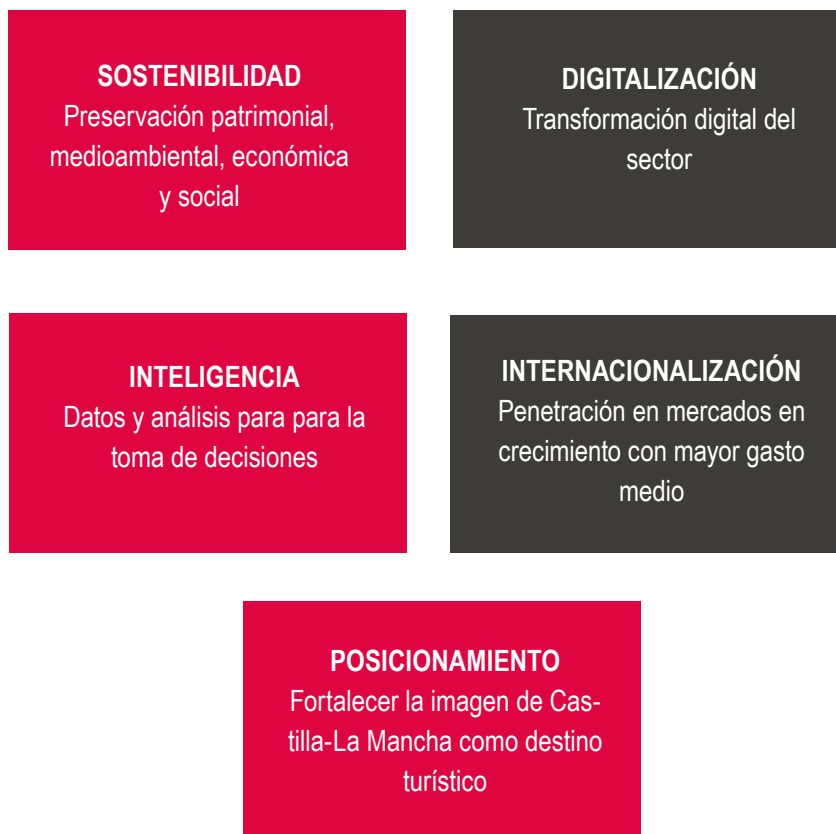 SOSTENIBILIDAD
Preservación patrimonial,
medioambiental, económica
y social
DIGITALIZACIÓN
Transformación digital del
sector
INTELIGENCIA
Datos y análisis para para la
toma de decisiones
INTERNACIONALIZACIÓN
Penetración en mercados en
crecimiento con mayor gasto
medio
POSICIONAMIENTO
Fortalecer la imagen de Cas-
tilla-La Mancha como destino
turístico